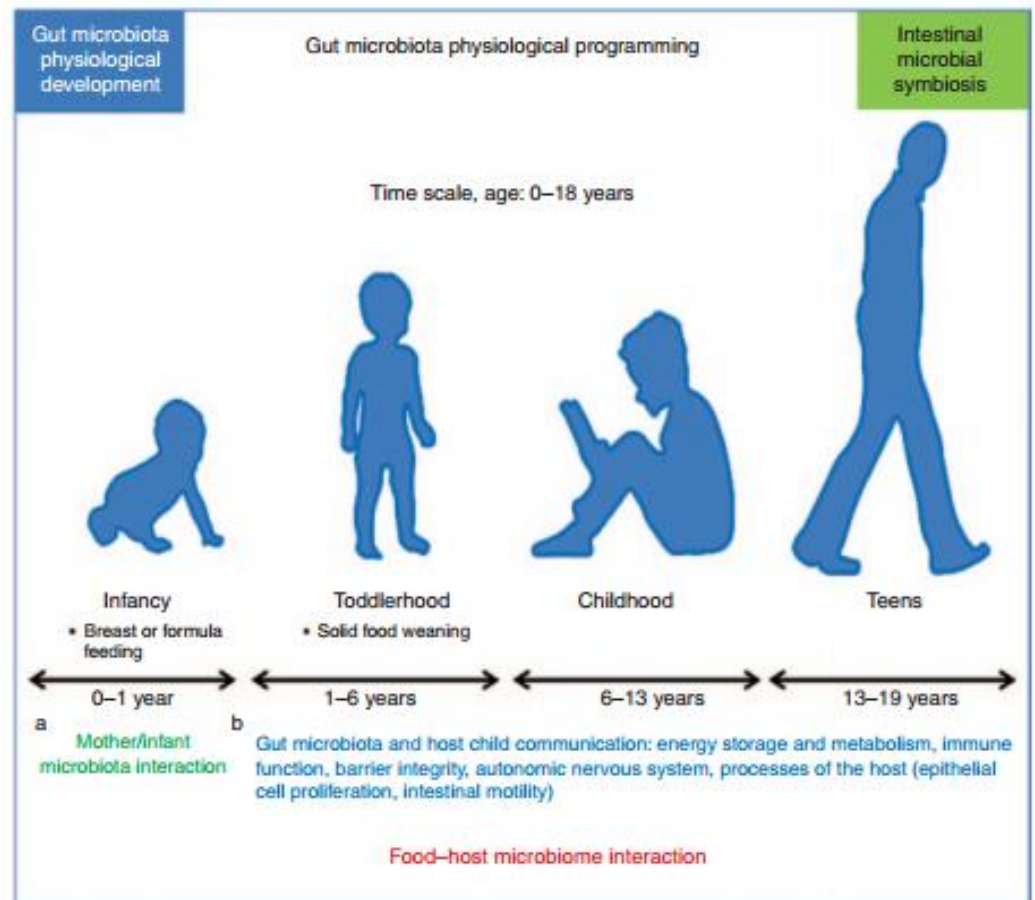 Gut microbiota
physiological
development
Gut microbiota physiological programming
Intestinal
microbial
symbiosis
Time scale, age: 0–18 years
Infancy
• Breast or formula
feeding
Toddlerhood
• Solid food weaning
Childhood
Teens
0–1 year
1–6 years
6–13 years
13–19 years
a
Mother/infant
microbiota interaction
b
Gut microbiota and host child communication: energy storage and metabolism, immune
function, barrier integrity, autonomic nervous system, processes of the host (epithelial
cell proliferation, intestinal motility)
Food–host microbiome interaction